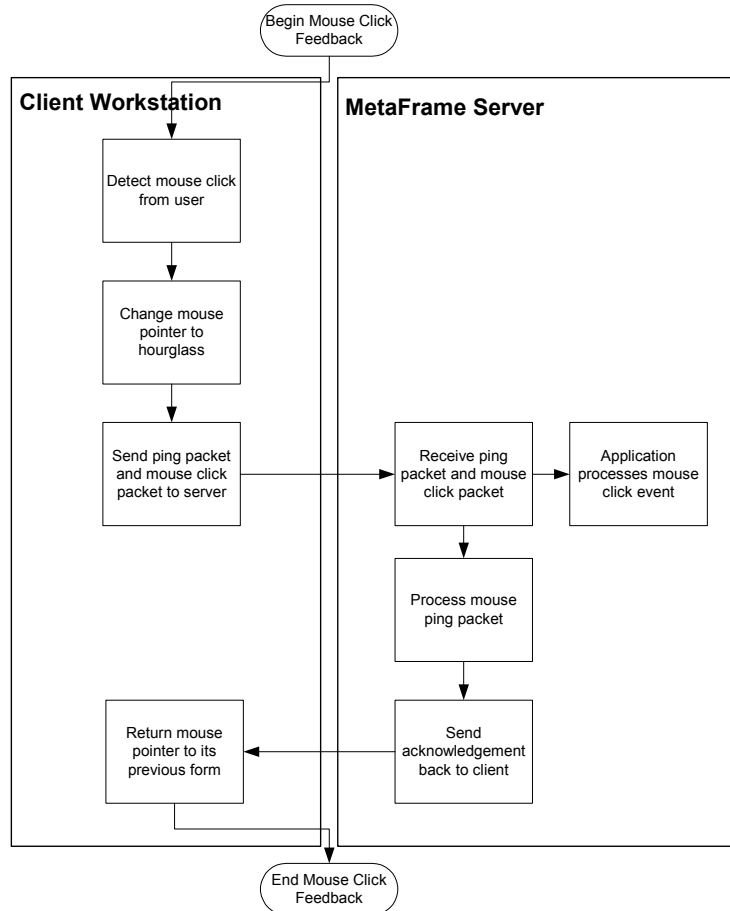 Begin Mouse Click
Feedback
Client Workstation
MetaFrame Server
Detect mouse click
from user
Change mouse
pointer to
hourglass
Send ping packet
and mouse click
packet to server
Receive ping
packet and mouse
click packet
Application
processes mouse
click event
Process mouse
ping packet
Send
acknowledgement
back to client
Return mouse
pointer to its
previous form
End Mouse Click
Feedback